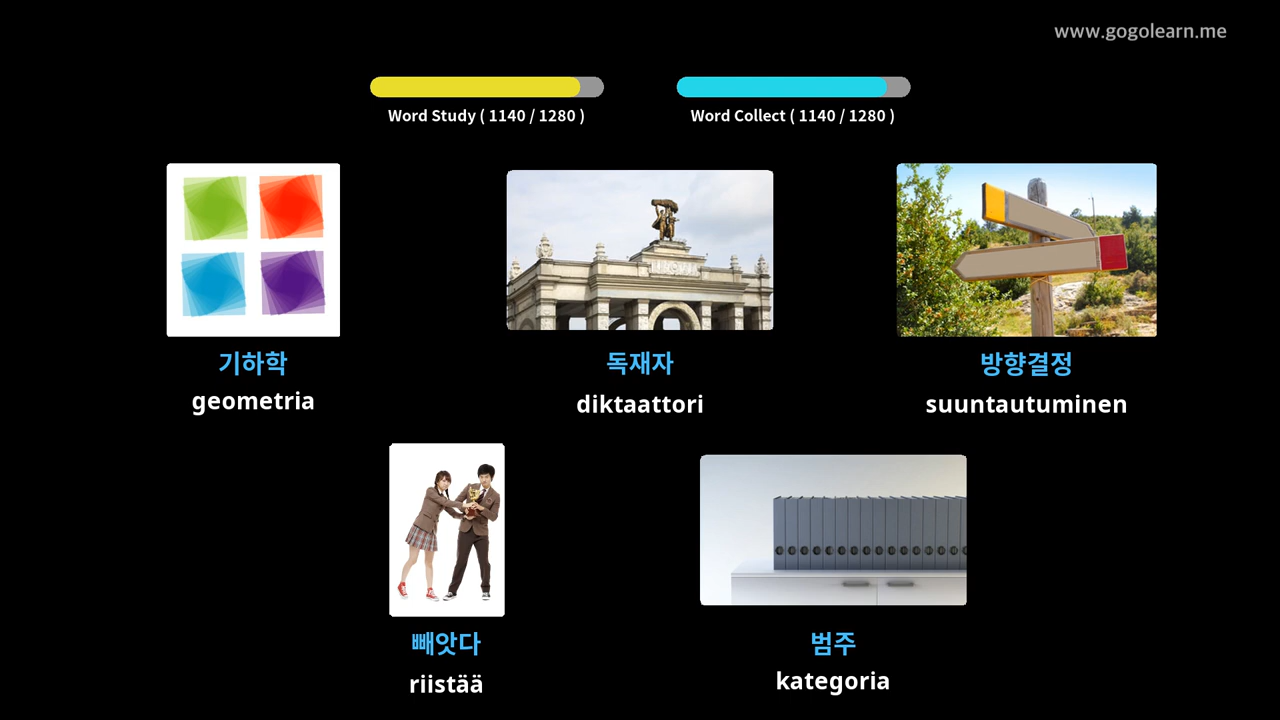 www.gogolearn.me
Word Study ( 1140 / 1280 )
Word Collect ( 1140 / 1280 )
기하학
geometria
독재자
diktaattori
방향결정
suuntautuminen
빼앗다
riistää
범주
kategoria